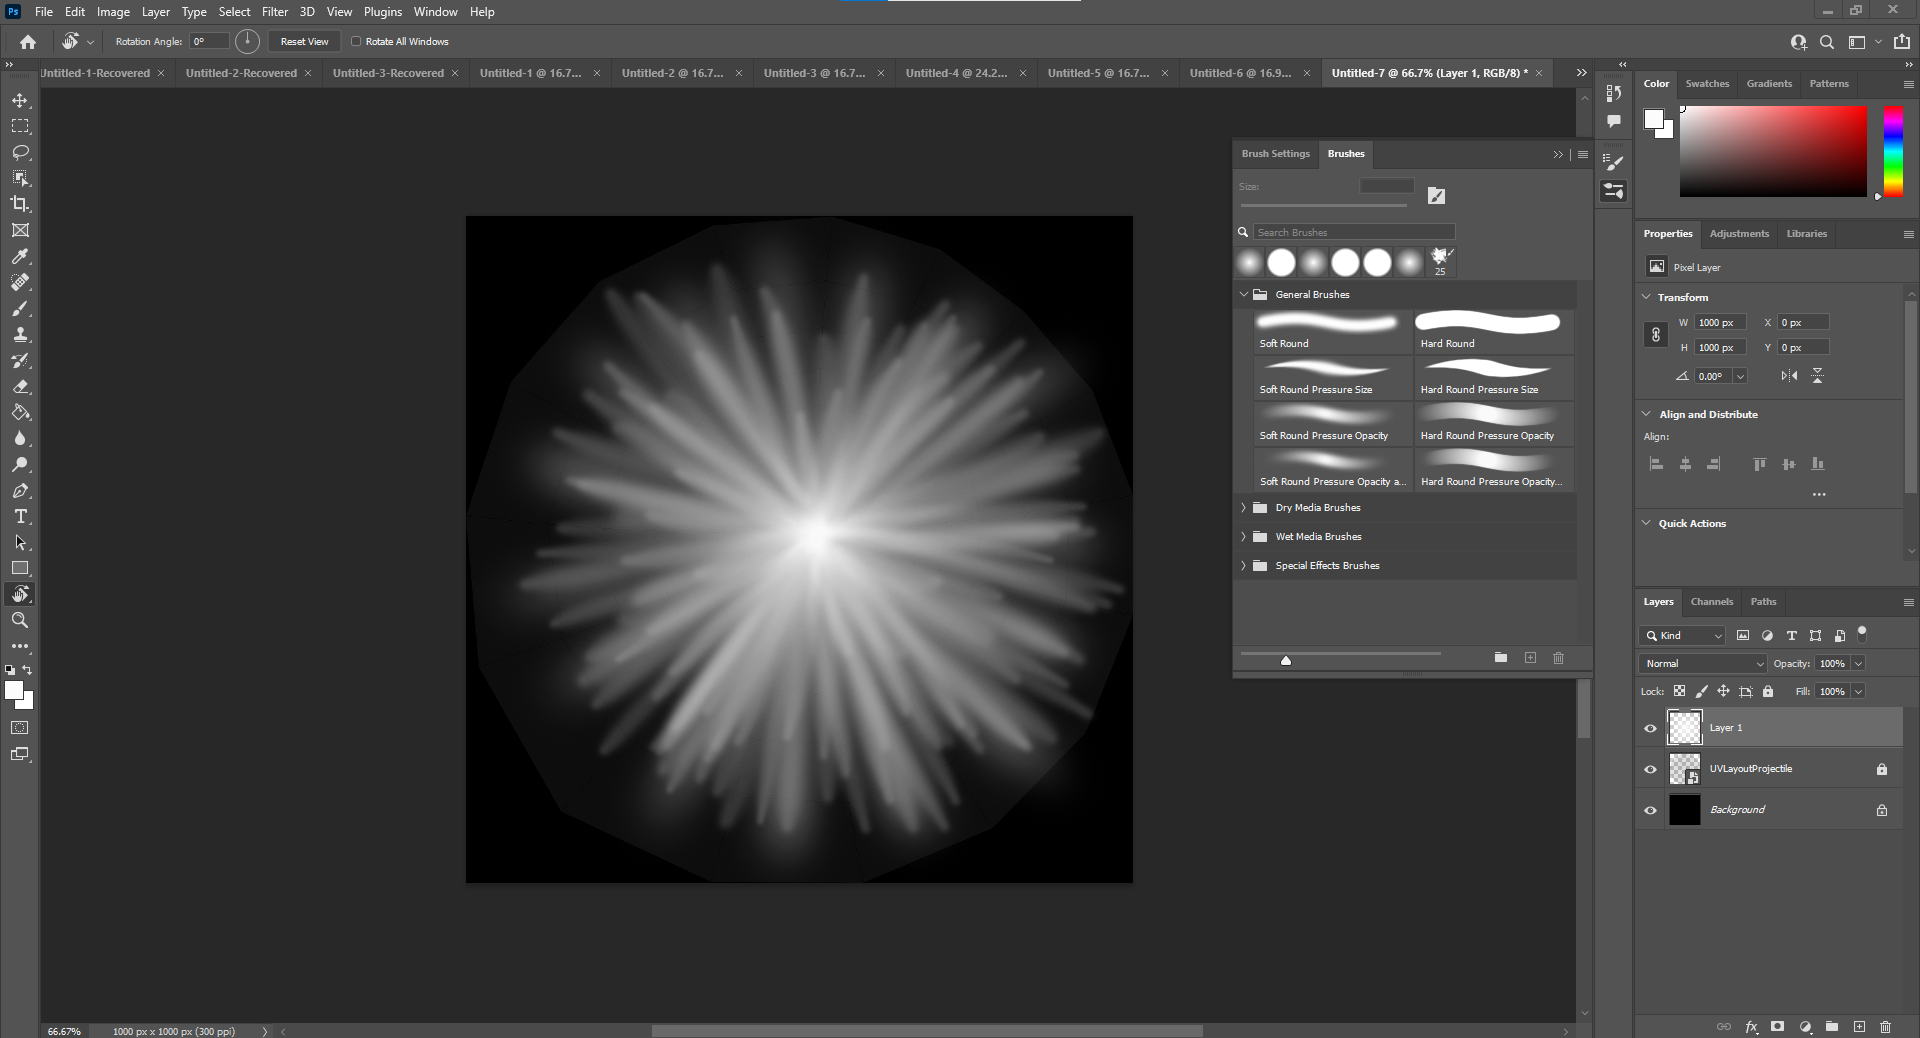 Ps File Edit Image Layer Type Select Filter 3D View Plugins Window Help
Rotation Angle: 0° Reset View Rotate All Windows
Untitled-1-Recovered Untitled-2-Recovered Untitled-3-Recovered Untitled-1 @ 16.7... Untitled-2 @ 16.7... Untitled-3 @ 16.7... Untitled-4 @ 24.2... Untitled-5 @ 16.7... Untitled-6 @ 16.9... Untitled-7 @ 66.7% (Layer 1, RGB/8) *
Color Swatches Gradients Patterns
Brush Settings Brushes
Size:
Search Brushes
25
General Brushes
Soft Round Hard Round
Soft Round Pressure Size Hard Round Pressure Size
Soft Round Pressure Opacity Hard Round Pressure Opacity
Soft Round Pressure Opacity a... Hard Round Pressure Opacity...
Dry Media Brushes
Wet Media Brushes
Special Effects Brushes
Properties Adjustments Libraries
Pixel Layer
Transform
W 1000 px X 0 px
H 1000 px Y 0 px
0.00°
Align and Distribute
Align:
Quick Actions
Layers Channels Paths
Kind
Normal Opacity: 100%
Lock: Fill: 100%
Layer 1
UVLayoutProjectile
Background
66.67% 1000 px x 1000 px (300 ppi)